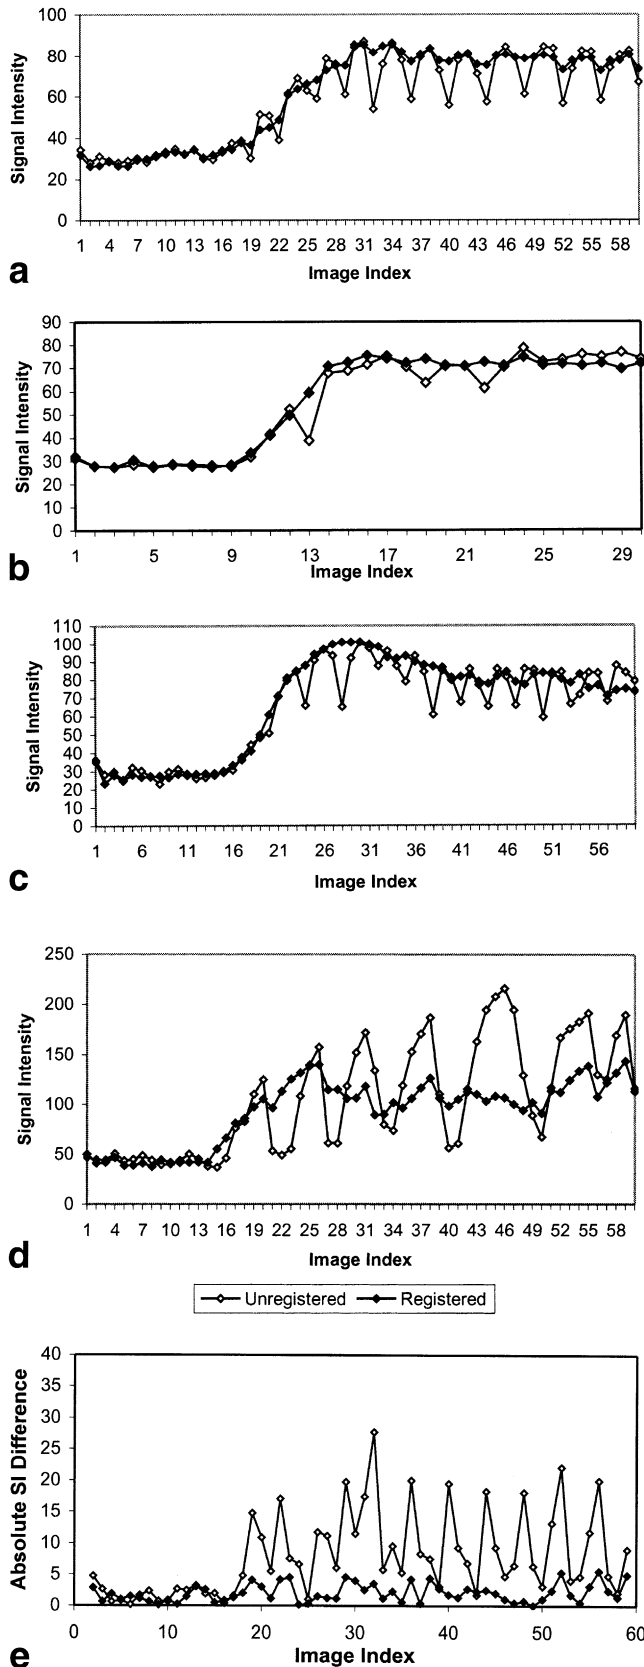 100
80
60
40
20
0
Signal Intensity
1 4 7 10 13 16 19 22 25 28 31 34 37 40 43 46 49 52 55 58
Image Index
a
90
80
70
60
50
40
30
20
10
0
Signal Intensity
1 5 9 13 17 21 25 29
Image Index
b
110
100
90
80
70
60
50
40
30
20
10
0
Signal Intensity
1 6 11 16 21 26 31 36 41 46 51 56
Image Index
c
250
200
150
100
50
0
Signal Intensity
1 4 7 10 13 16 19 22 25 28 31 34 37 40 43 46 49 52 55 58
Image Index
d
Unregistered Registered
40
35
30
25
20
15
10
5
0
Absolute SI Difference
0 10 20 30 40 50 60
Image Index
e